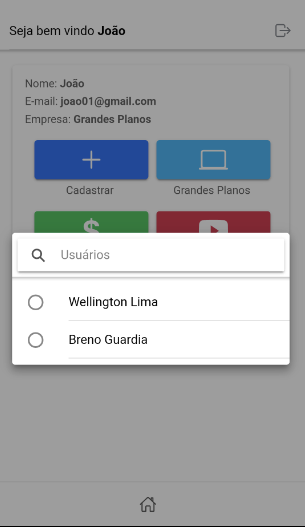 Seja bem vindo João
Nome: João
E-mail: joao01@gmail.com
Empresa: Grandes Planos
Cadastrar
Grandes Planos
$
Usuários
Wellington Lima
Breno Guardia